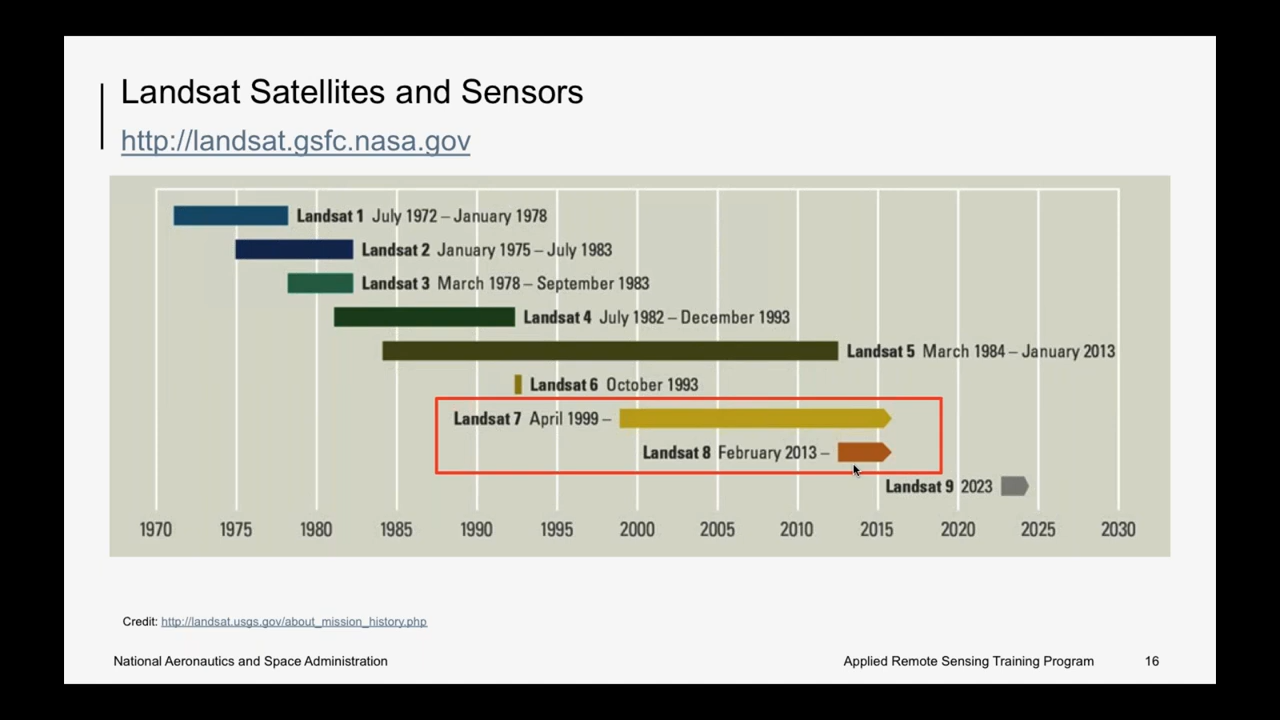 Landsat Satellites and Sensors
http://landsat.gsfc.nasa.gov
Landsat 1 July 1972 – January 1978
Landsat 2 January 1975 – July 1983
Landsat 3 March 1978 – September 1983
Landsat 4 July 1982 – December 1993
Landsat 5 March 1984 – January 2013
Landsat 6 October 1993
Landsat 7 April 1999 –
Landsat 8 February 2013 –
Landsat 9 2023
1970 1975 1980 1985 1990 1995 2000 2005 2010 2015 2020 2025 2030
Credit: http://landsat.usgs.gov/about_mission_history.php
National Aeronautics and Space Administration Applied Remote Sensing Training Program 16